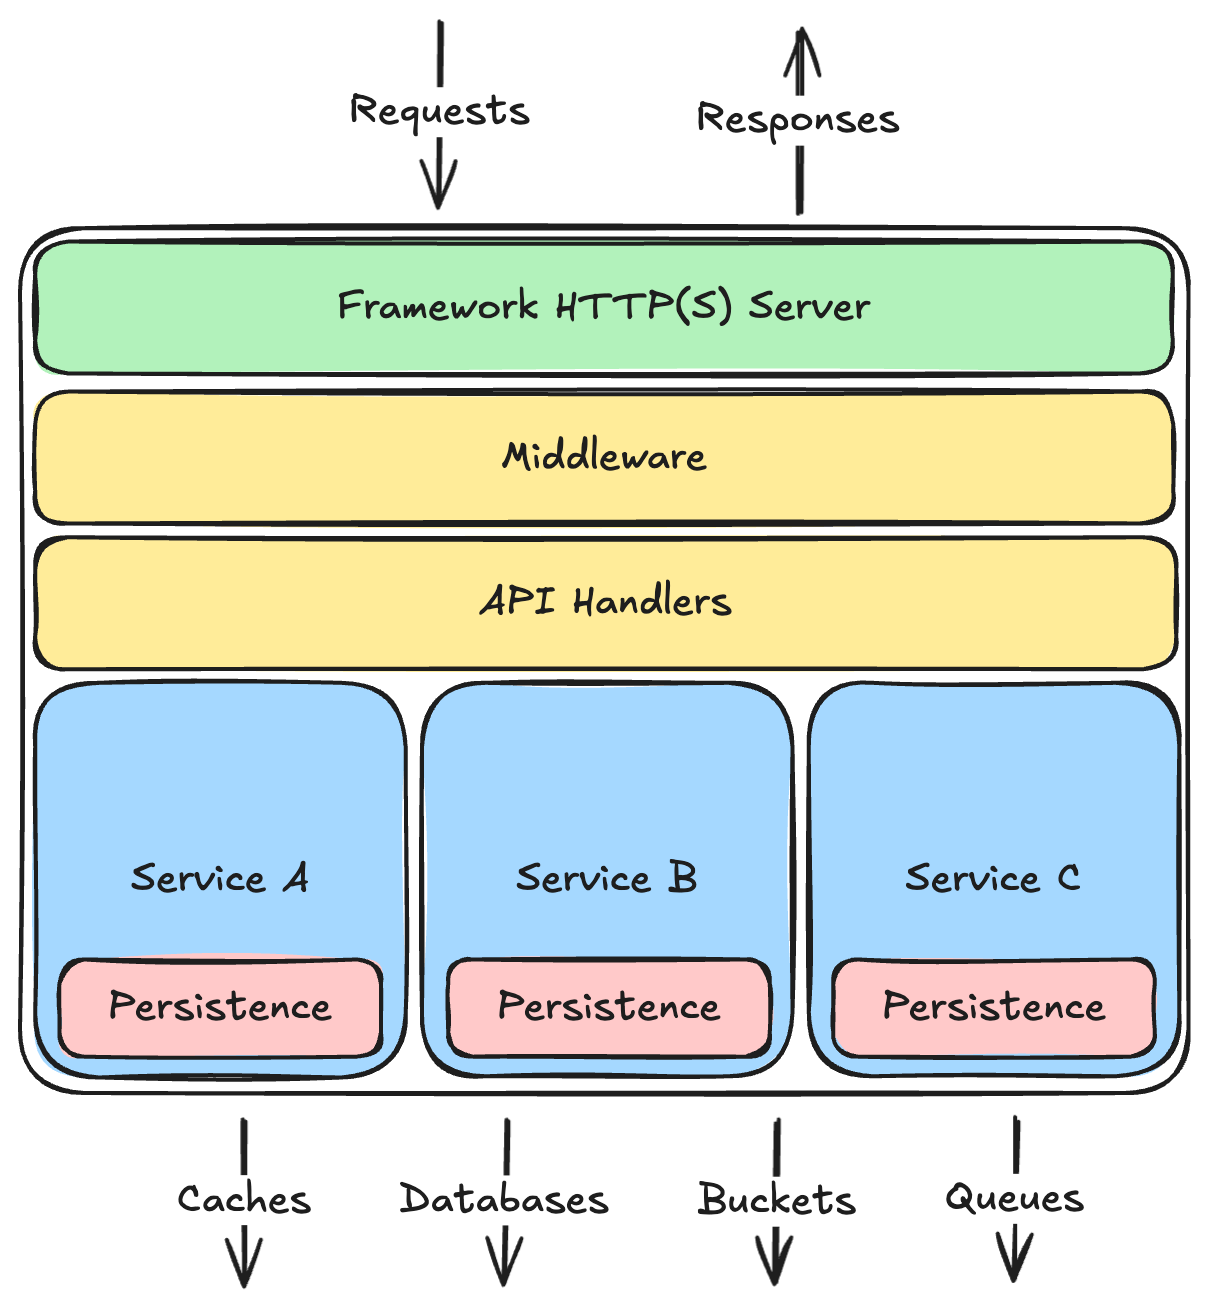 Requests
Responses
Framework HTTP(S) Server
Middleware
API Handlers
Service A
Service B
Service C
Persistence
Persistence
Persistence
Caches
Databases
Buckets
Queues